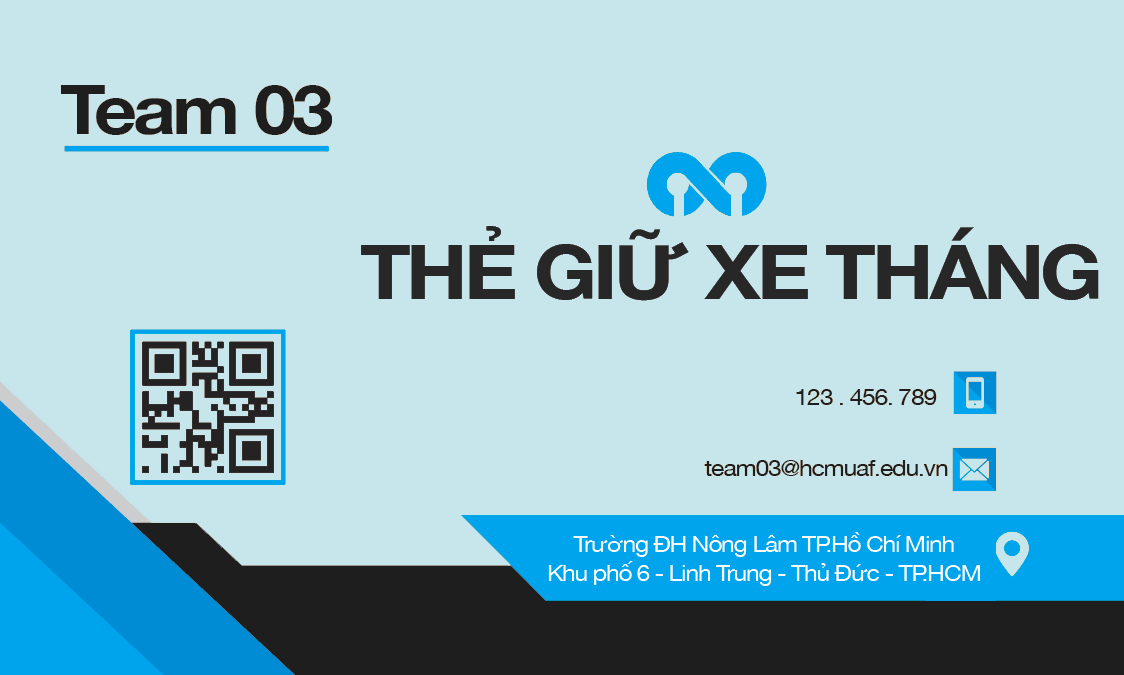 Team 03
THẺ GIỮ XE THÁNG
123 . 456. 789
team03@hcmuaf.edu.vn
Trường ĐH Nông Lâm TP.Hồ Chí Minh
Khu phố 6 - Linh Trung - Thủ Đức - TP.HCM